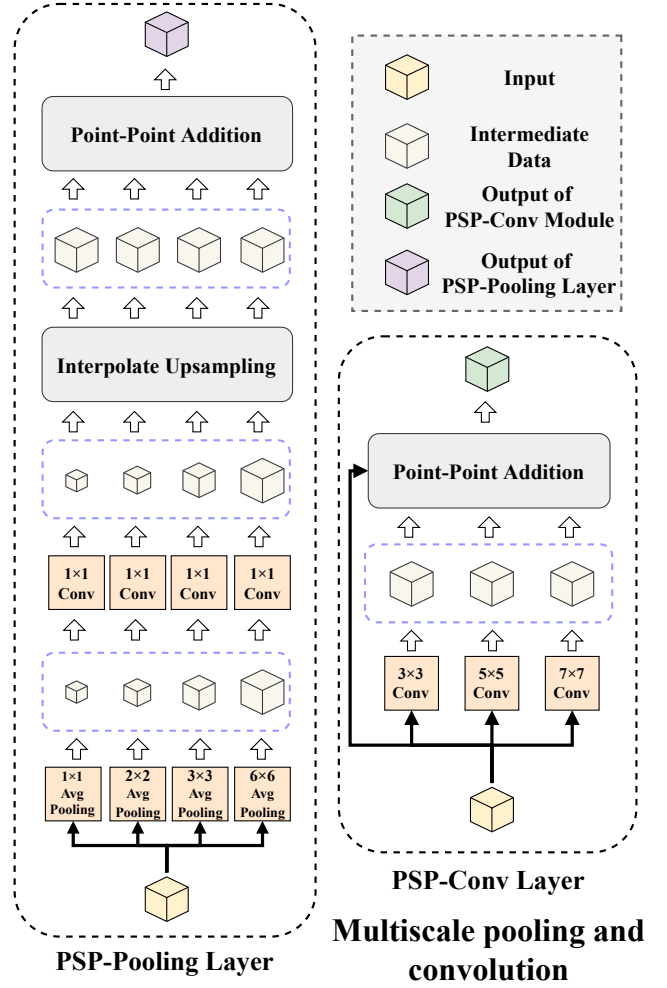 Point-Point Addition
Interpolate Upsampling
1×1 Conv
1×1 Conv
1×1 Conv
1×1 Conv
1×1 Avg Pooling
2×2 Avg Pooling
3×3 Avg Pooling
6×6 Avg Pooling
PSP-Pooling Layer
Input
Intermediate
Data
Output of
PSP-Conv Module
Output of
PSP-Pooling Layer
Point-Point Addition
3×3 Conv
5×5 Conv
7×7 Conv
PSP-Conv Layer
Multiscale pooling and
convolution